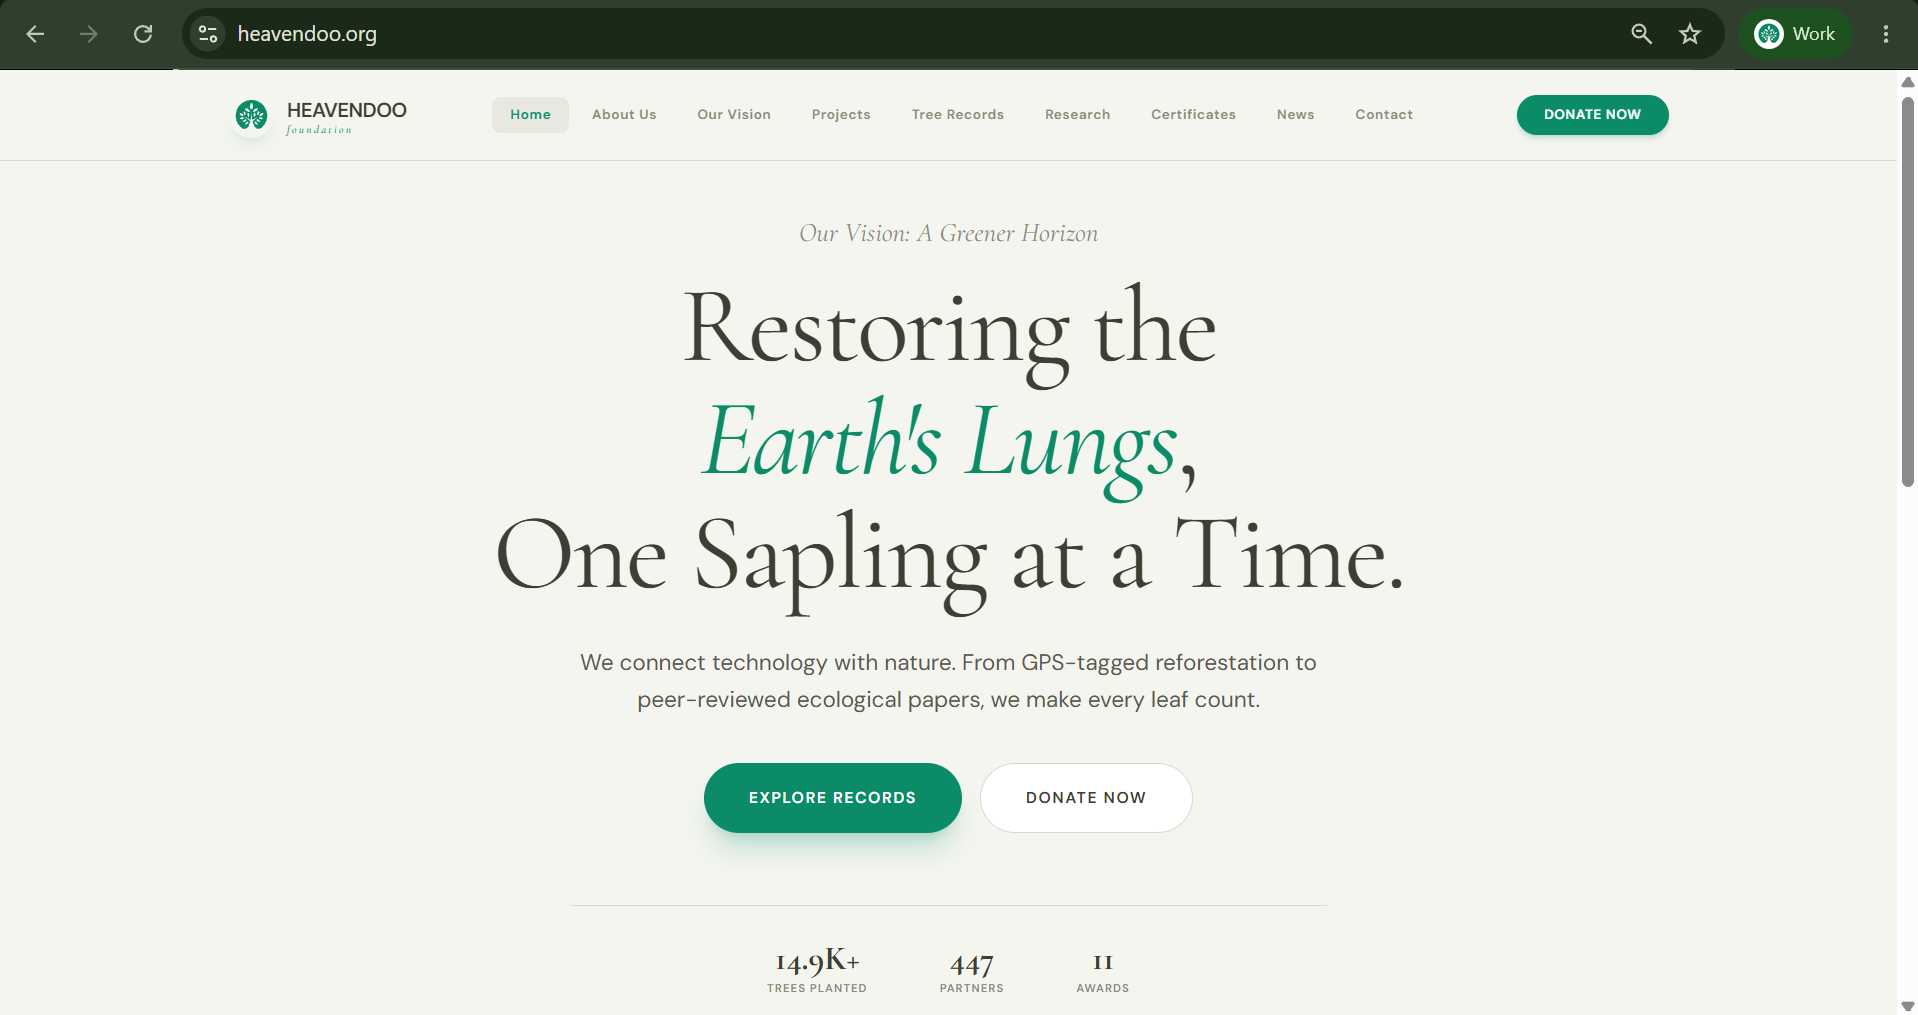 heavendoo.org
Work
HEAVENDOO
foundation
Home
About Us
Our Vision
Projects
Tree Records
Research
Certificates
News
Contact
DONATE NOW
Our Vision: A Greener Horizon
Restoring the
Earth's Lungs,
One Sapling at a Time.
We connect technology with nature. From GPS-tagged reforestation to
peer-reviewed ecological papers, we make every leaf count.
EXPLORE RECORDS
DONATE NOW
14.9K+
TREES PLANTED
447
PARTNERS
11
AWARDS